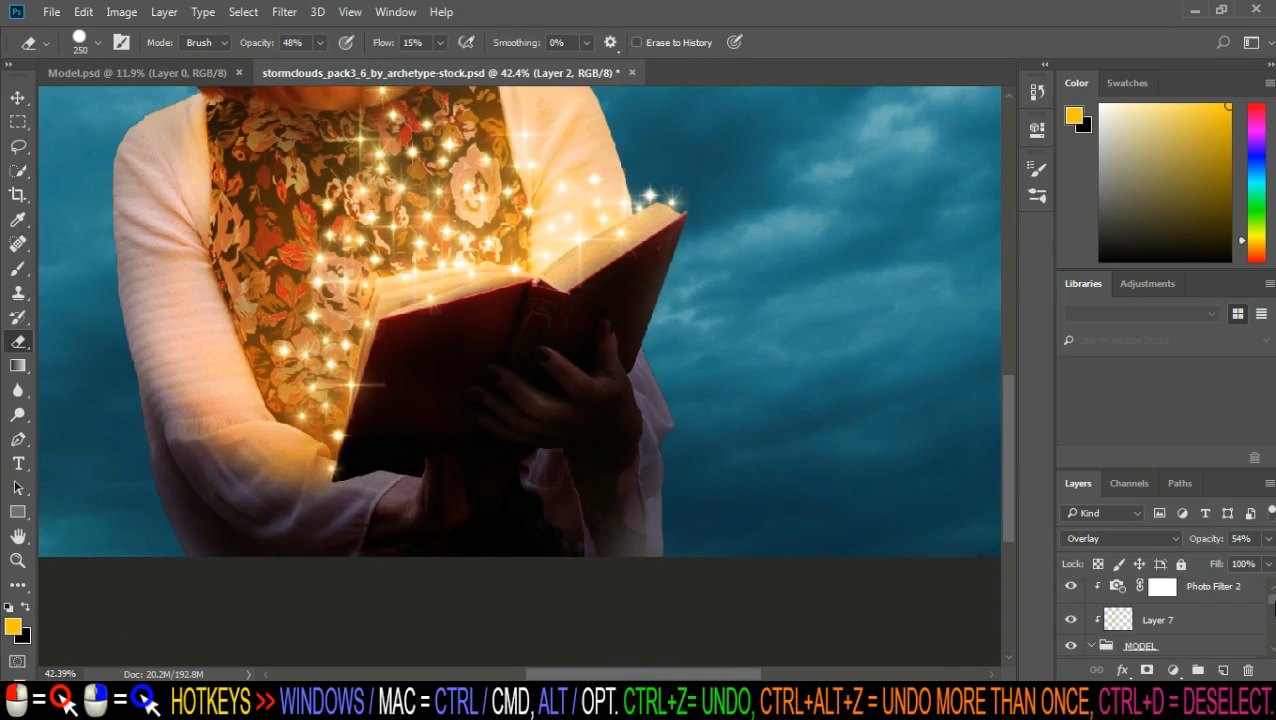 Ps File Edit Image Layer Type Select Filter 3D View Window Help
250 Mode: Brush Opacity: 48% Flow: 15% Smoothing: 0% Erase to History
Model.psd @ 11.9% (Layer 0, RGB/8) × stormclouds_pack3_6_by_archetype-stock.psd @ 42.4% (Layer 2, RGB/8) * ×
Color Swatches
Libraries Adjustments
Search Adobe Stock
Layers Channels Paths
Kind
Overlay Opacity: 54%
Lock: Fill: 100%
Photo Filter 2
Layer 7
MODEL
42.39% Doc: 20.2M/192.8M
= = HOTKEYS >> WINDOWS / MAC = CTRL / CMD, ALT / OPT. CTRL+Z= UNDO, CTRL+ALT+Z = UNDO MORE THAN ONCE, CTRL+D = DESELECT.